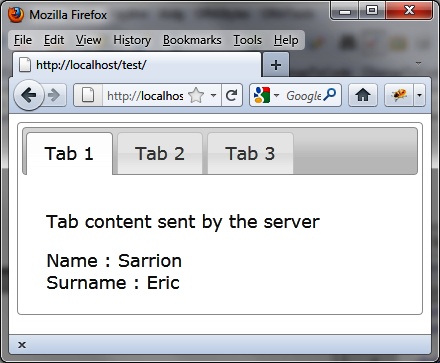 Mozilla Firefox
File Edit View History Bookmarks Tools Help
http://localhost/test/
http://localhos
Google
Tab 1 Tab 2 Tab 3
Tab content sent by the server
Name : Sarrion
Surname : Eric
x